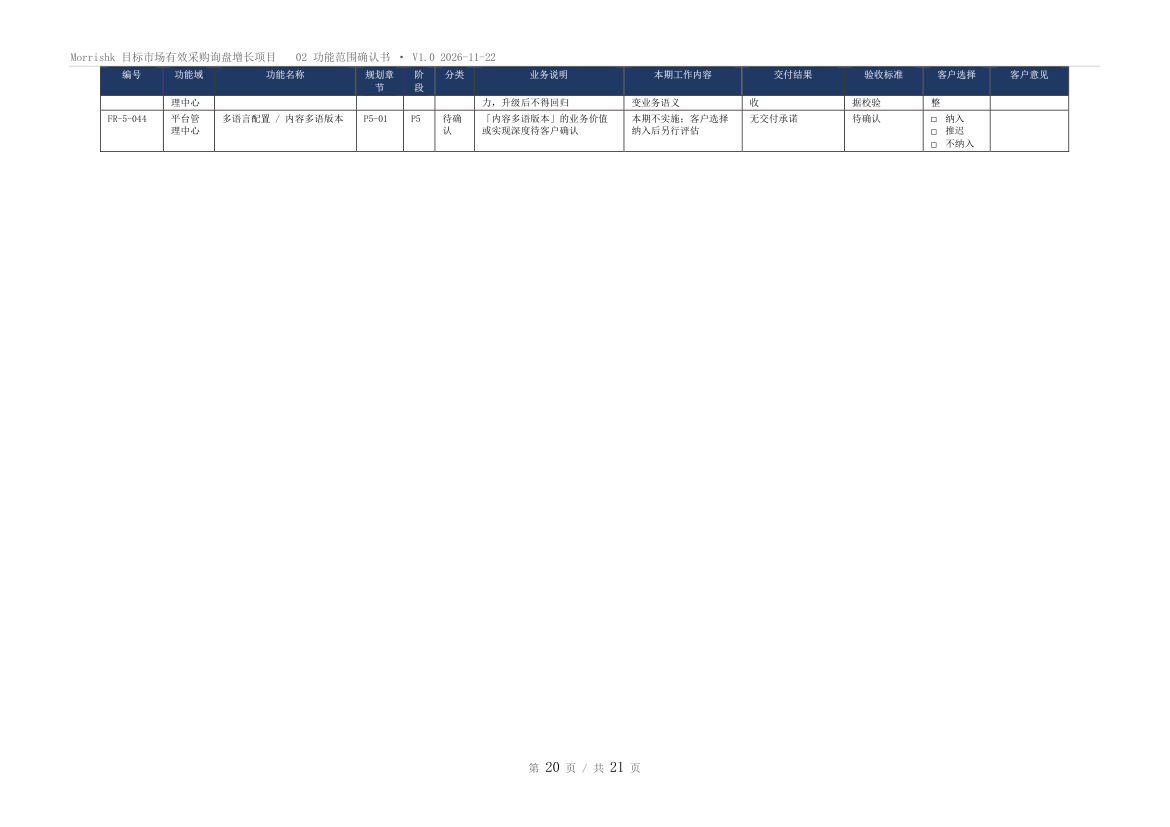 Morrishk 目标市场有效采购询盘增长项目 02 功能范围确认书 • V1.0 2026-11-22
编号 功能域 功能名称 规划章 阶 分类 业务说明 本期工作内容 交付结果 验收标准 客户选择 客户意见
节 段
理中心 力，升级后不得回归 变业务语义 收 据校验 整
FR-5-044 平台管 多语言配置 / 内容多语版本 P5-01 P5 待确 「内容多语版本」的业务价值 本期不实施；客户选择 无交付承诺 待确认 □ 纳入
理中心 认 或实现深度待客户确认 纳入后另行评估 □ 推迟
□ 不纳入
第 20 页 / 共 21 页